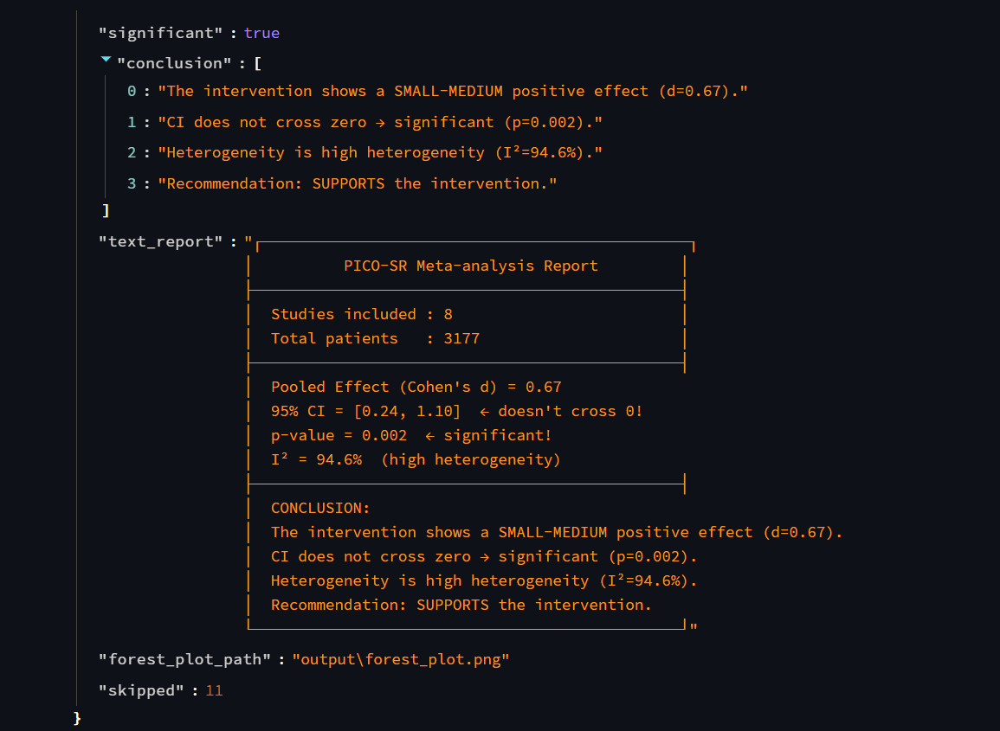 "significant" : true
"conclusion" : [
0 : "The intervention shows a SMALL-MEDIUM positive effect (d=0.67)."
1 : "CI does not cross zero → significant (p=0.002)."
2 : "Heterogeneity is high heterogeneity (I²=94.6%)."
3 : "Recommendation: SUPPORTS the intervention."
]
"text_report" : "
PICO-SR Meta-analysis Report
Studies included : 8
Total patients   : 3177
Pooled Effect (Cohen's d) = 0.67
95% CI = [0.24, 1.10]  ← doesn't cross 0!
p-value = 0.002  ← significant!
I² = 94.6%  (high heterogeneity)
CONCLUSION:
The intervention shows a SMALL-MEDIUM positive effect (d=0.67).
CI does not cross zero → significant (p=0.002).
Heterogeneity is high heterogeneity (I²=94.6%).
Recommendation: SUPPORTS the intervention.
"
"forest_plot_path" : "output\forest_plot.png"
"skipped" : 11
}